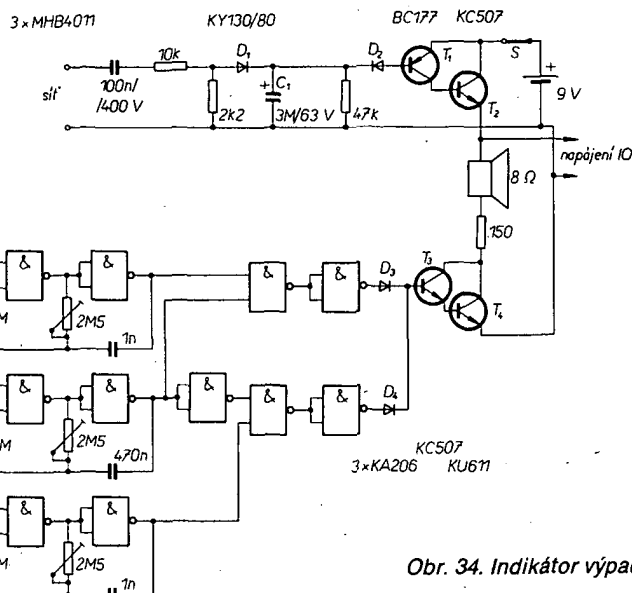 3×MHB4011
KY130/80
BC177 KC507
síť
100n/
/400 V
10k
D₁
2k2
C₁
+
3M/63 V
47k
D₂
T₁
T₂
S
+
9 V
napájení IO
8 Ω
150
&
&
&
&
D₃
T₃
T₄
M
2M5
1n
&
&
&
&
&
D₄
M
2M5
470n
KC507
3×KA206 KU611
&
&
M
2M5
1n
Obr. 34. Indikátor výpad